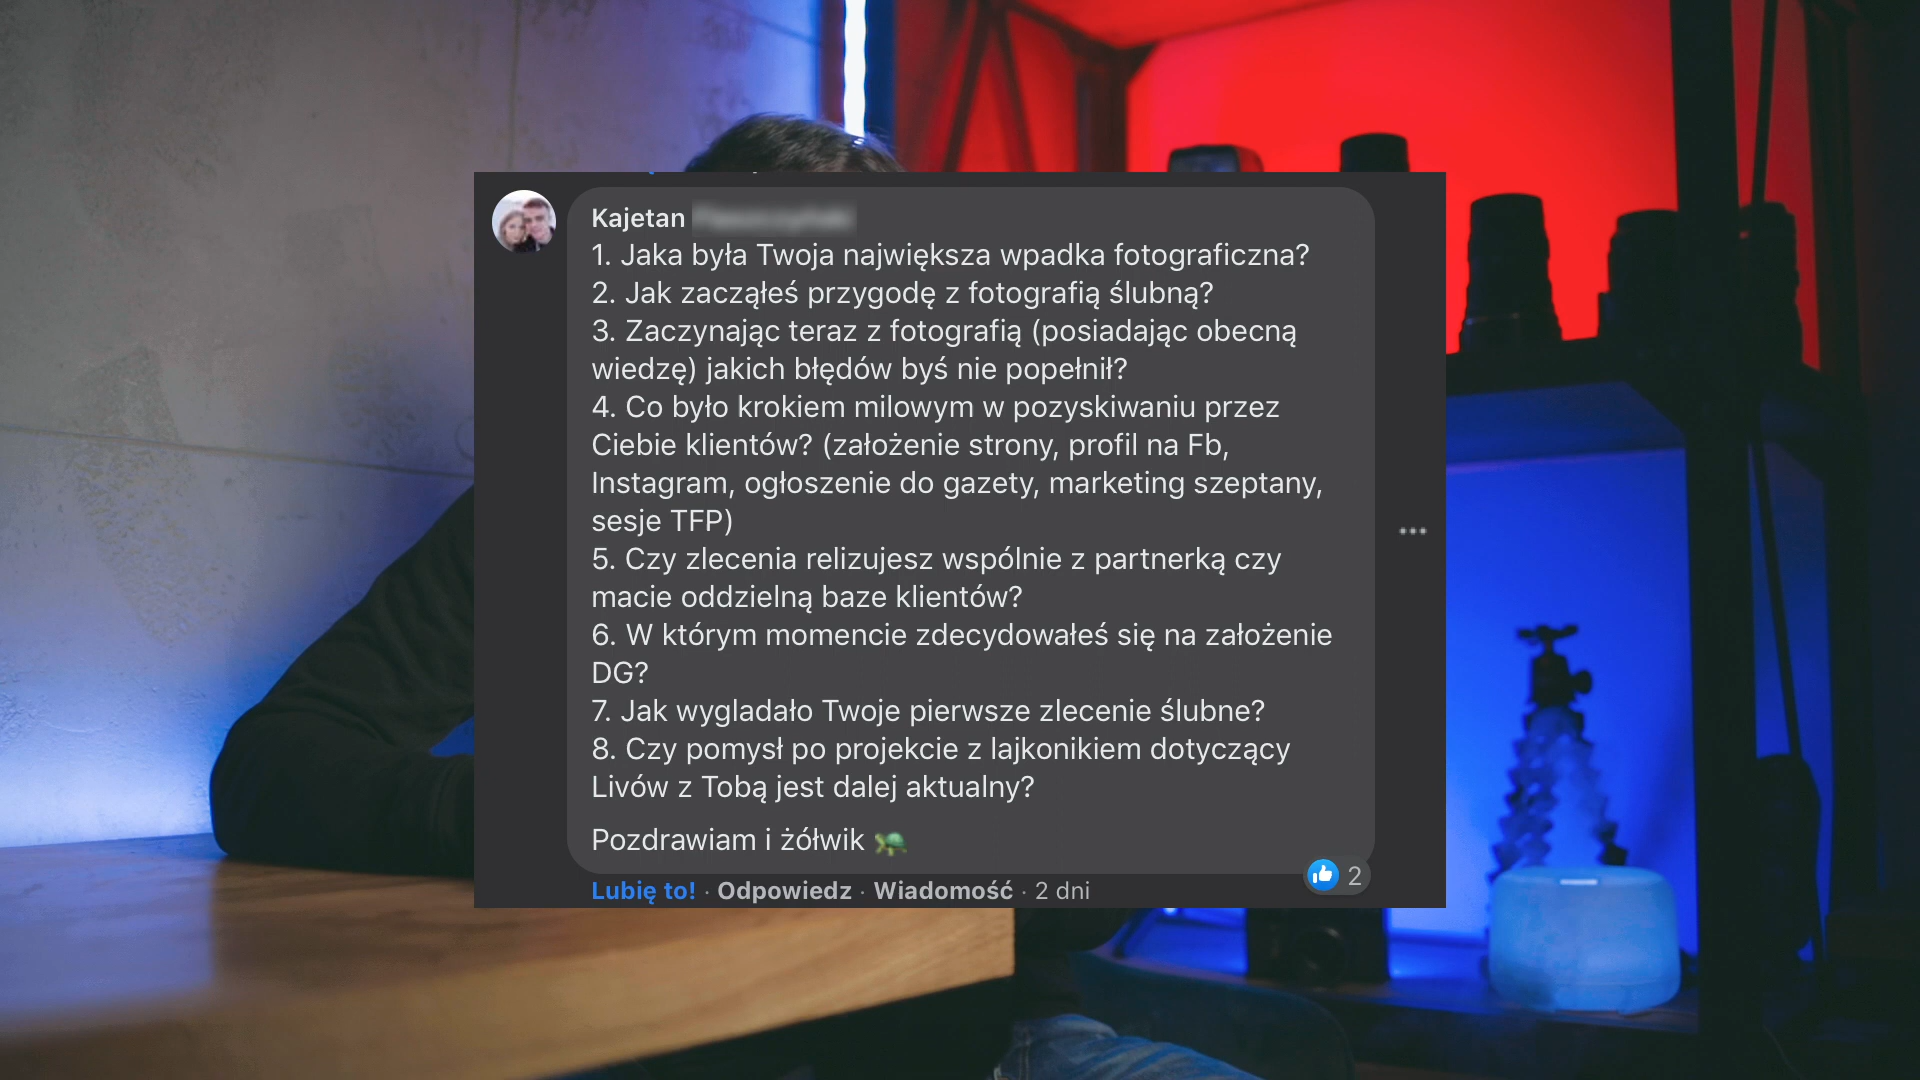 Kajetan
1. Jaka była Twoja największa wpadka fotograficzna?
2. Jak zacząłeś przygodę z fotografią ślubną?
3. Zaczynając teraz z fotografią (posiadając obecną
wiedzę) jakich błędów byś nie popełnił?
4. Co było krokiem milowym w pozyskiwaniu przez
Ciebie klientów? (założenie strony, profil na Fb,
Instagram, ogłoszenie do gazety, marketing szeptany,
sesje TFP)
5. Czy zlecenia relizujesz wspólnie z partnerką czy
macie oddzielną baze klientów?
6. W którym momencie zdecydowałeś się na założenie
DG?
7. Jak wygladało Twoje pierwsze zlecenie ślubne?
8. Czy pomysł po projekcie z lajkonikiem dotyczący
Livów z Tobą jest dalej aktualny?
Pozdrawiam i żółwik 🐢
Lubię to! · Odpowiedz · Wiadomość · 2 dni
2